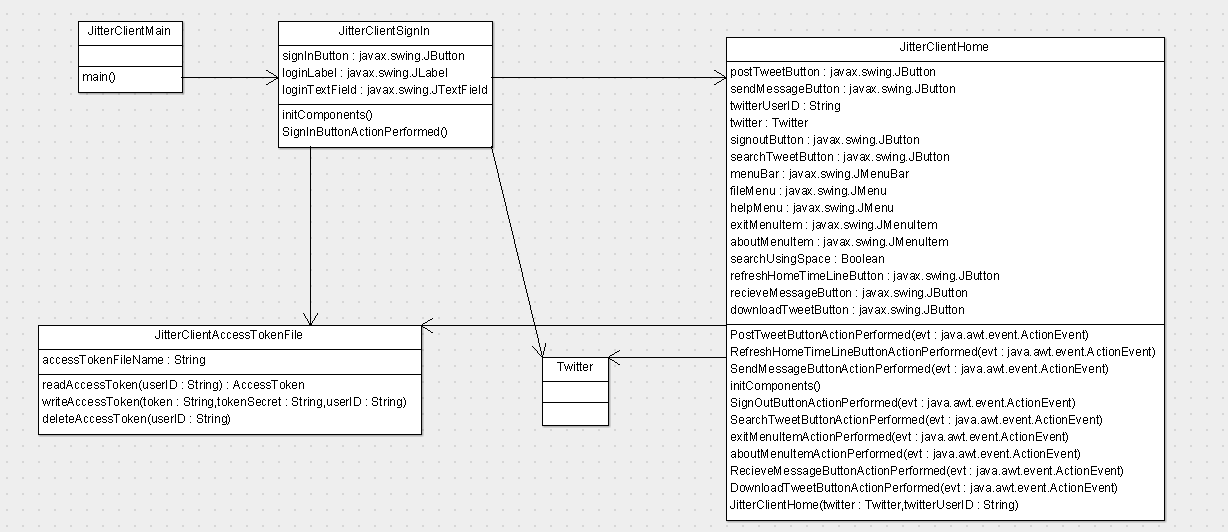 JitterClientMain
main()
JitterClientSignIn
signInButton : javax.swing.JButton
loginLabel : javax.swing.JLabel
loginTextField : javax.swing.JTextField
initComponents()
SignInButtonActionPerformed()
JitterClientHome
postTweetButton : javax.swing.JButton
sendMessageButton : javax.swing.JButton
twitterUserID : String
twitter : Twitter
signoutButton : javax.swing.JButton
searchTweetButton : javax.swing.JButton
menuBar : javax.swing.JMenuBar
fileMenu : javax.swing.JMenu
helpMenu : javax.swing.JMenu
exitMenuItem : javax.swing.JMenuItem
aboutMenuItem : javax.swing.JMenuItem
searchUsingSpace : Boolean
refreshHomeTimeLineButton : javax.swing.JButton
recieveMessageButton : javax.swing.JButton
downloadTweetButton : javax.swing.JButton
PostTweetButtonActionPerformed(evt : java.awt.event.ActionEvent)
RefreshHomeTimeLineButtonActionPerformed(evt : java.awt.event.ActionEvent)
SendMessageButtonActionPerformed(evt : java.awt.event.ActionEvent)
initComponents()
SignOutButtonActionPerformed(evt : java.awt.event.ActionEvent)
SearchTweetButtonActionPerformed(evt : java.awt.event.ActionEvent)
exitMenuItemActionPerformed(evt : java.awt.event.ActionEvent)
aboutMenuItemActionPerformed(evt : java.awt.event.ActionEvent)
RecieveMessageButtonActionPerformed(evt : java.awt.event.ActionEvent)
DownloadTweetButtonActionPerformed(evt : java.awt.event.ActionEvent)
JitterClientHome(twitter : Twitter,twitterUserID : String)
JitterClientAccessTokenFile
accessTokenFileName : String
readAccessToken(userID : String) : AccessToken
writeAccessToken(token : String,tokenSecret : String,userID : String)
deleteAccessToken(userID : String)
Twitter